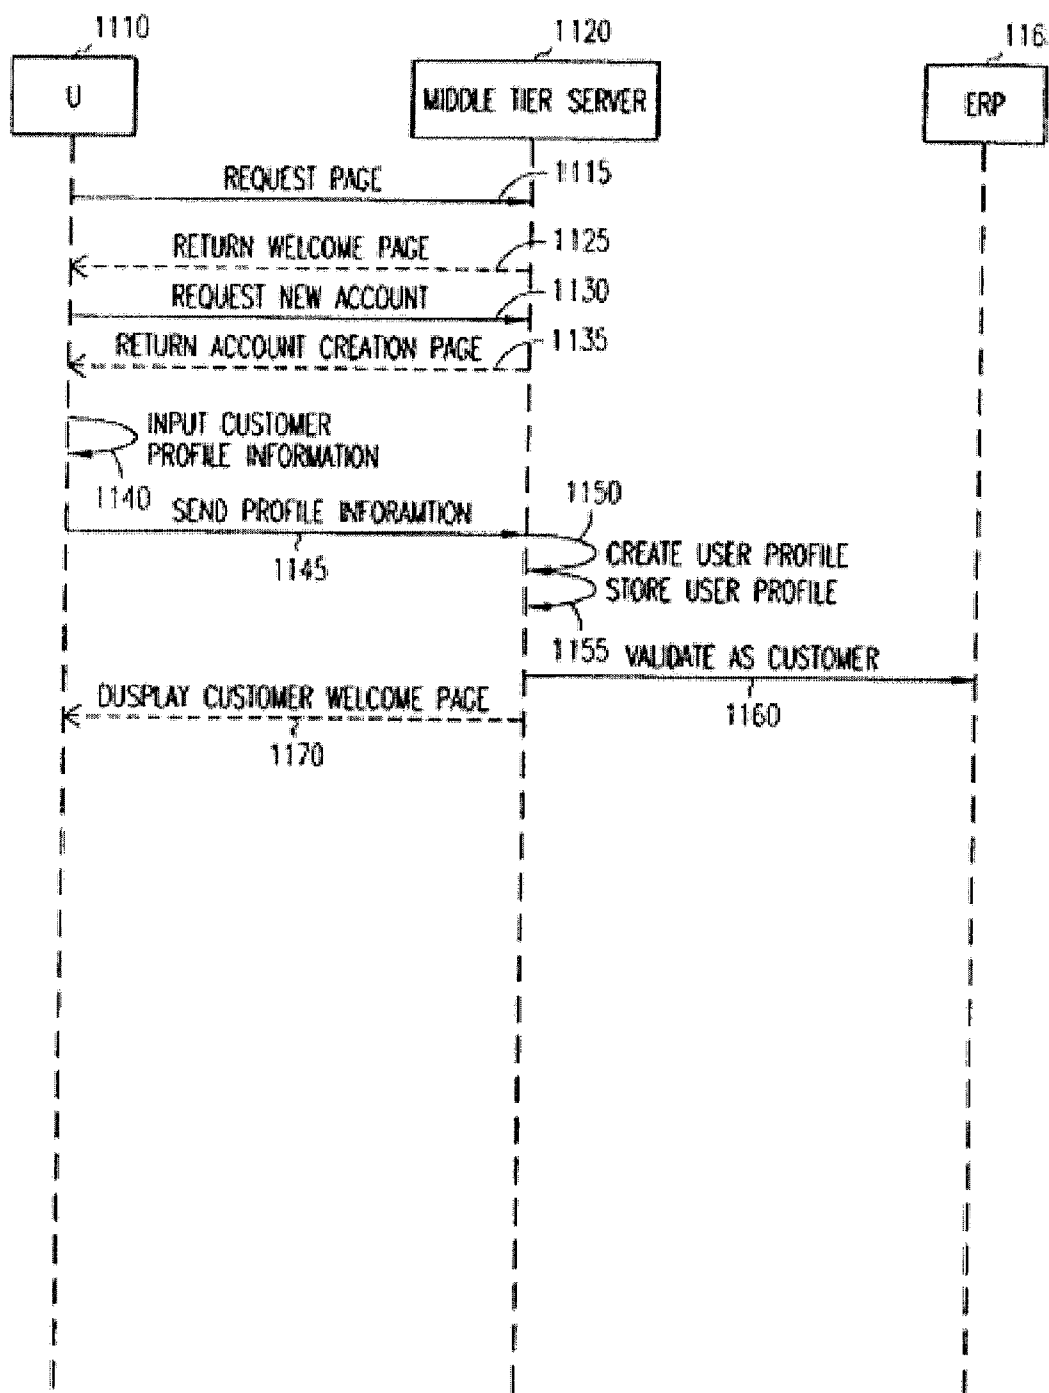 1110
1120
116
U
MIDDLE TIER SERVER
ERP
REQUEST PAGE
1115
RETURN WELCOME PAGE
1125
REQUEST NEW ACCOUNT
1130
RETURN ACCOUNT CREATION PAGE
1135
INPUT CUSTOMER
PROFILE INFORMATION
1140
SEND PROFILE INFORAMTION
1145
1150
CREATE USER PROFILE
STORE USER PROFILE
1155
VALIDATE AS CUSTOMER
1160
DUSPLAY CUSTOMER WELCOME PAGE
1170